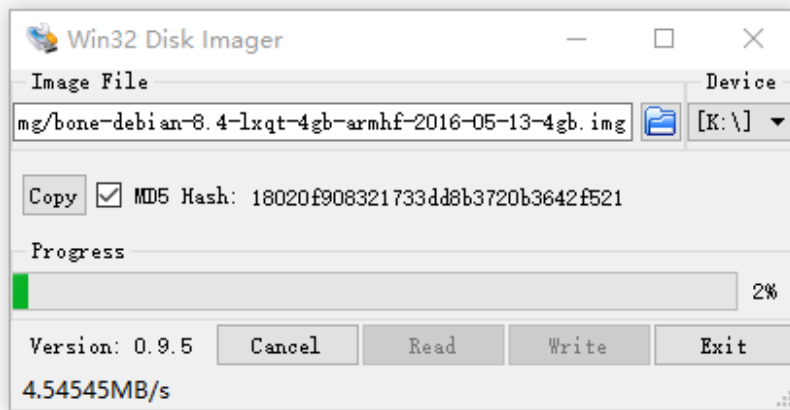 Win32 Disk Imager
Image File
Device
mg/bone-debian-8.4-lxqt-4gb-armhf-2016-05-13-4gb.img
[K:\]
Copy
MD5 Hash: 18020f908321733dd8b3720b3642f521
Progress
2%
Version: 0.9.5
Cancel
Read
Write
Exit
4.54545MB/s